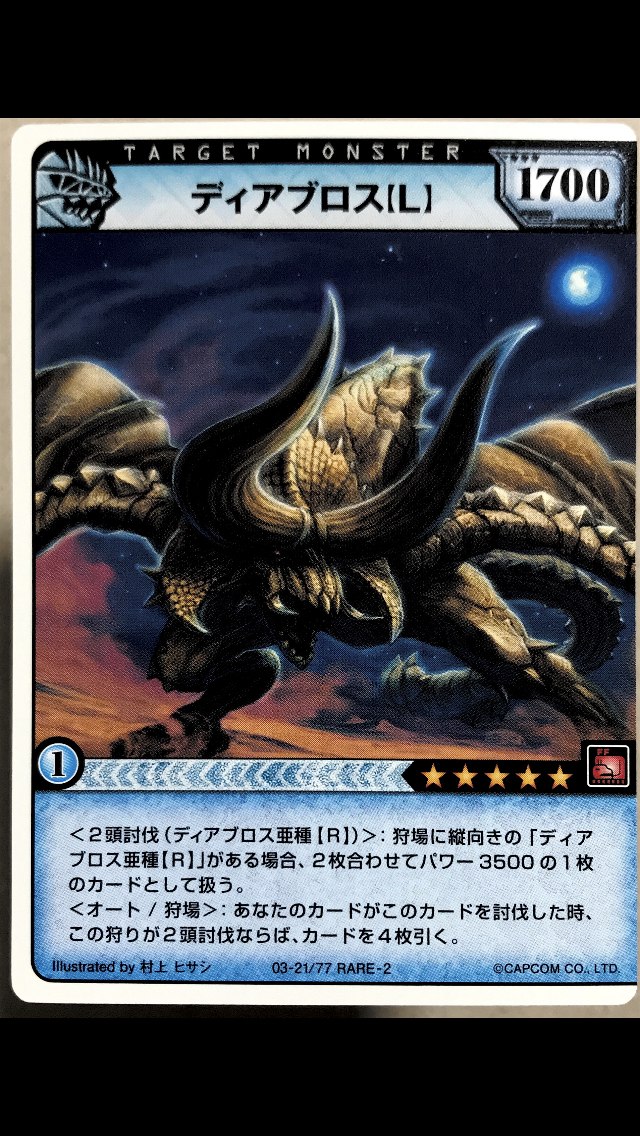 TARGET MONSTER
ディアブロス【L】
1700
1
FF
<2頭討伐(ディアブロス亜種【R】)>:狩場に縦向きの「ディア
ブロス亜種【R】」がある場合、2枚合わせてパワー3500の1枚
のカードとして扱う。
<オート / 狩場>:あなたのカードがこのカードを討伐した時、
この狩りが2頭討伐ならば、カードを4枚引く。
Illustrated by 村上 ヒサシ 03-21/77 RARE-2 ©CAPCOM CO., LTD.